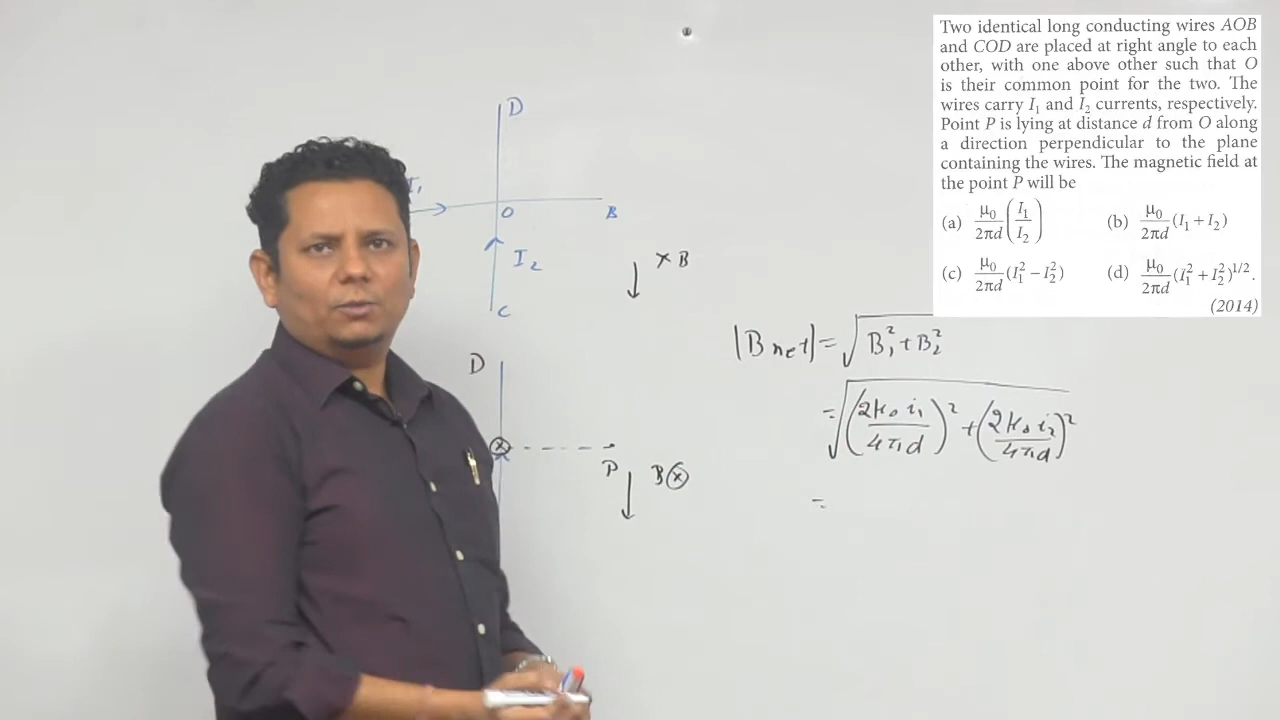 Two identical long conducting wires AOB
and COD are placed at right angle to each
other, with one above other such that O
is their common point for the two. The
wires carry I₁ and I₂ currents, respectively.
Point P is lying at distance d from O along
a direction perpendicular to the plane
containing the wires. The magnetic field at
the point P will be
(a) μ₀/2πd (I₁/I₂) (b) μ₀/2πd (I₁ + I₂)
(c) μ₀/2πd (I₁² − I₂²) (d) μ₀/2πd (I₁² + I₂²)^1/2.
(2014)
D
I₁
O B
I₂
C
× B
D
P
B ⊗
|Bnet| = √B₁² + B₂²
= √(2μ₀i₁/4πd)² + (2μ₀i₂/4πd)²
=